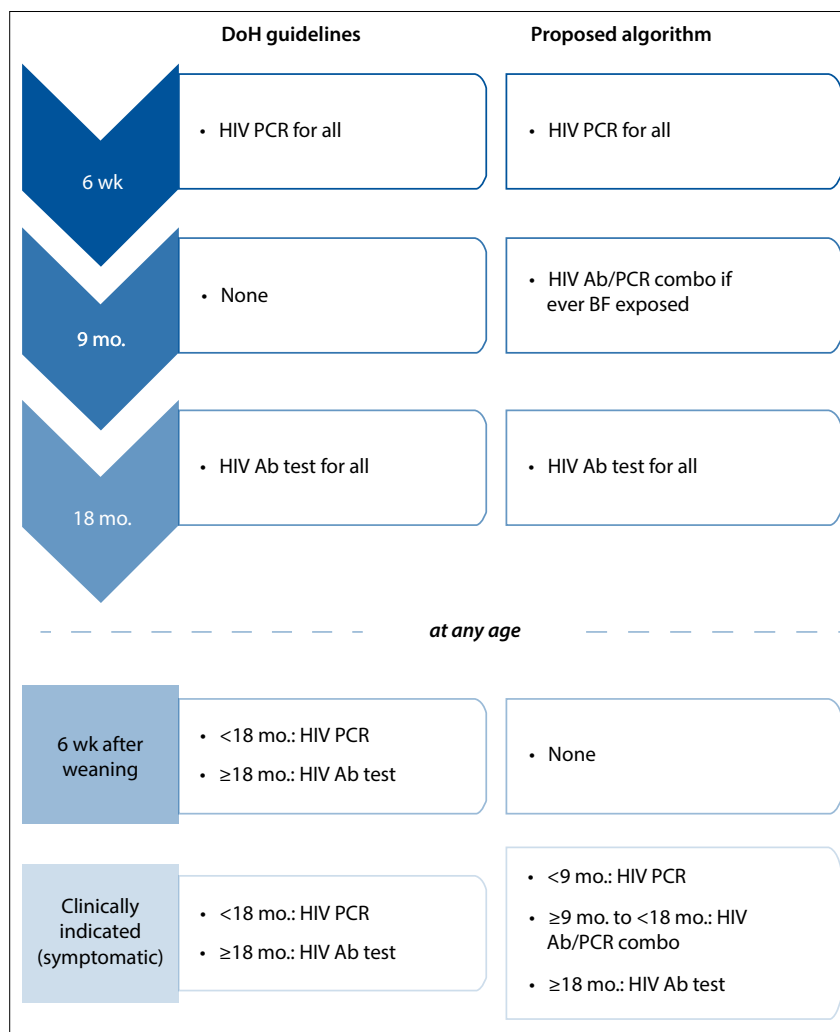 DoH guidelines
Proposed algorithm
6 wk
• HIV PCR for all
• HIV PCR for all
9 mo.
• None
• HIV Ab/PCR combo if
ever BF exposed
18 mo.
• HIV Ab test for all
• HIV Ab test for all
at any age
6 wk after
weaning
• <18 mo.: HIV PCR
• ≥18 mo.: HIV Ab test
• None
Clinically
indicated
(symptomatic)
• <18 mo.: HIV PCR
• ≥18 mo.: HIV Ab test
• <9 mo.: HIV PCR
• ≥9 mo. to <18 mo.: HIV
Ab/PCR combo
• ≥18 mo.: HIV Ab test